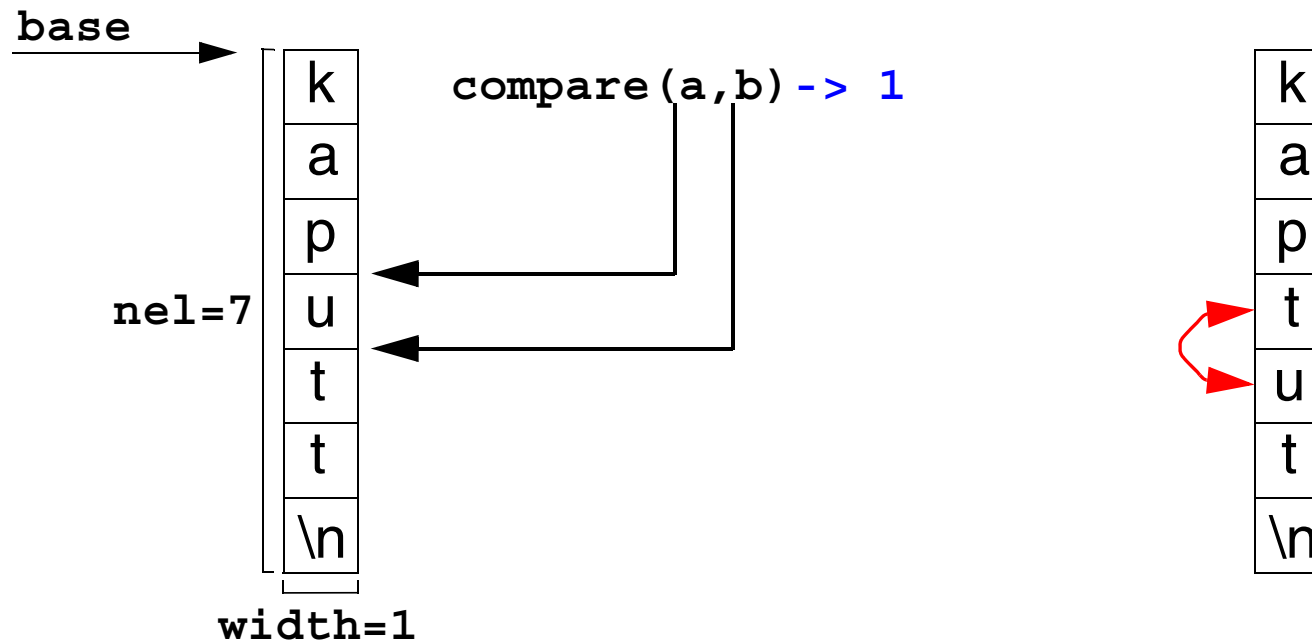 base
k
a
p
u
t
t
\n
nel=7
width=1
compare(a,b)-> 1
k
a
p
t
u
t
\n